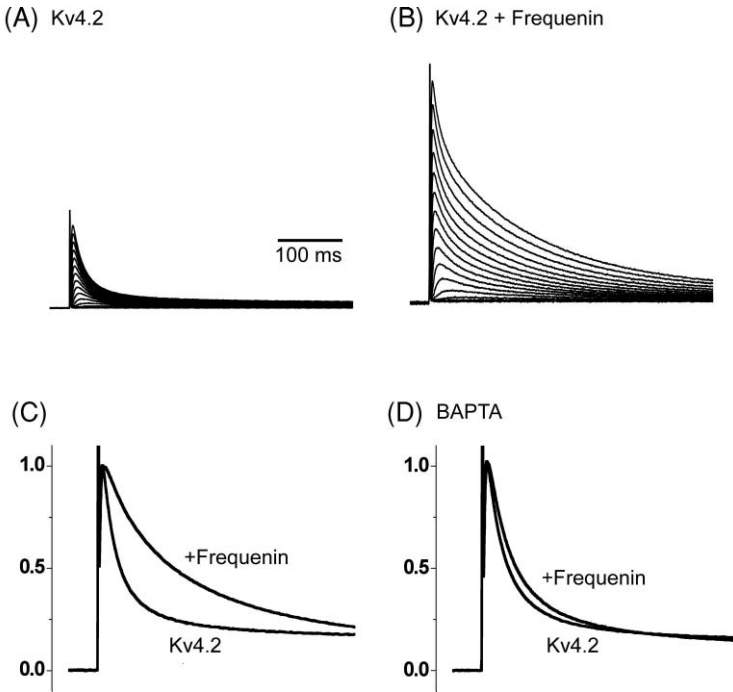 (A) Kv4.2
(B) Kv4.2 + Frequenin
100 ms
(C)
1.0
0.5
0.0
+Frequenin
Kv4.2
(D) BAPTA
1.0
0.5
0.0
+Frequenin
Kv4.2